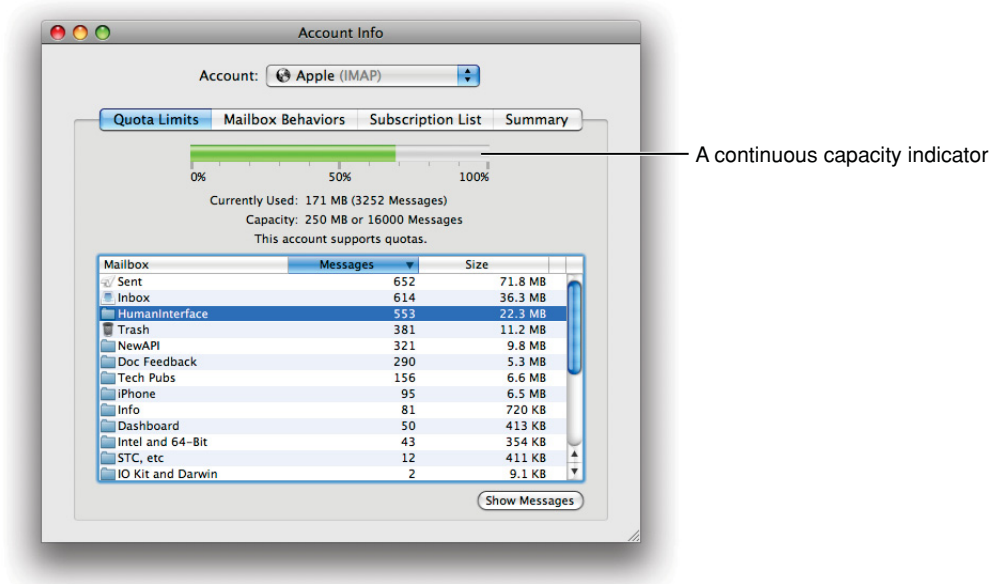 Account Info
Account: Apple (IMAP)
Quota Limits Mailbox Behaviors Subscription List Summary
A continuous capacity indicator
0% 50% 100%
Currently Used: 171 MB (3252 Messages)
Capacity: 250 MB or 16000 Messages
This account supports quotas.
Mailbox Messages Size
Sent 652 71.8 MB
Inbox 614 36.3 MB
HumanInterface 553 22.3 MB
Trash 381 11.2 MB
NewAPI 321 9.8 MB
Doc Feedback 290 5.3 MB
Tech Pubs 156 6.6 MB
iPhone 95 6.5 MB
Info 81 720 KB
Dashboard 50 413 KB
Intel and 64-Bit 43 354 KB
STC, etc 12 411 KB
IO Kit and Darwin 2 9.1 KB
Show Messages